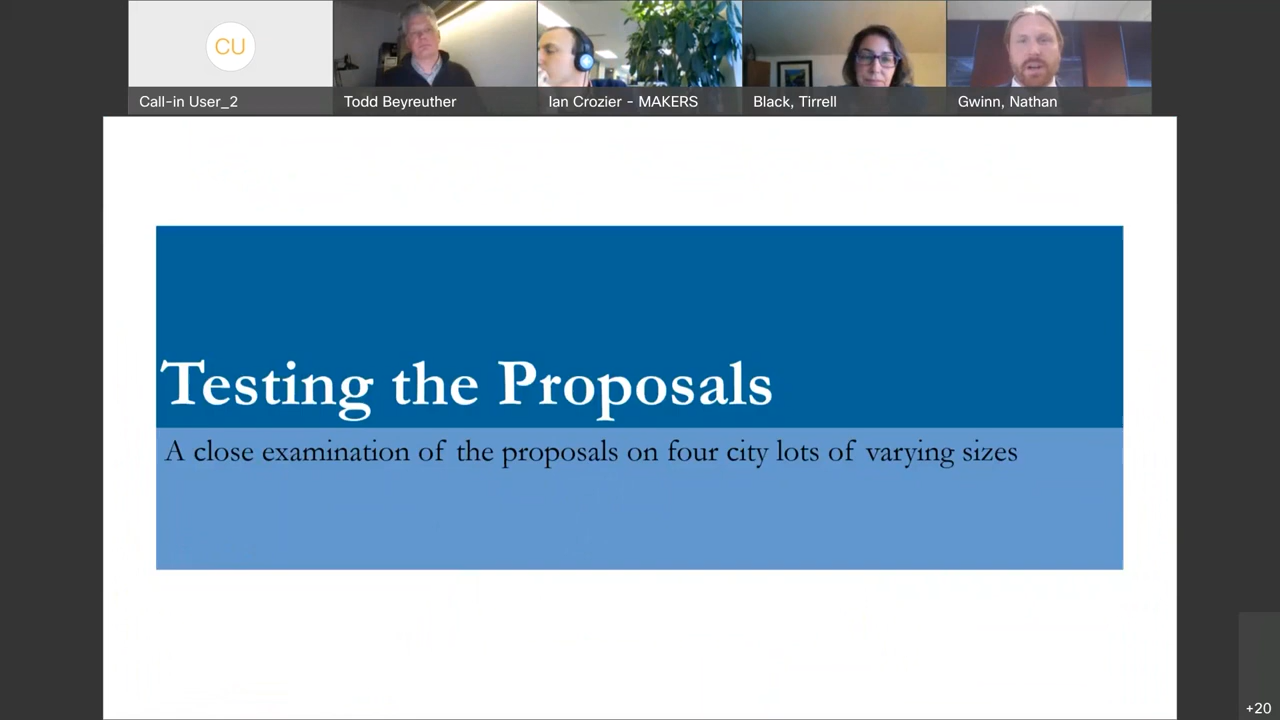 CU
Call-in User_2
Todd Beyreuther
Ian Crozier - MAKERS
Black, Tirrell
Gwinn, Nathan
Testing the Proposals
A close examination of the proposals on four city lots of varying sizes
+20